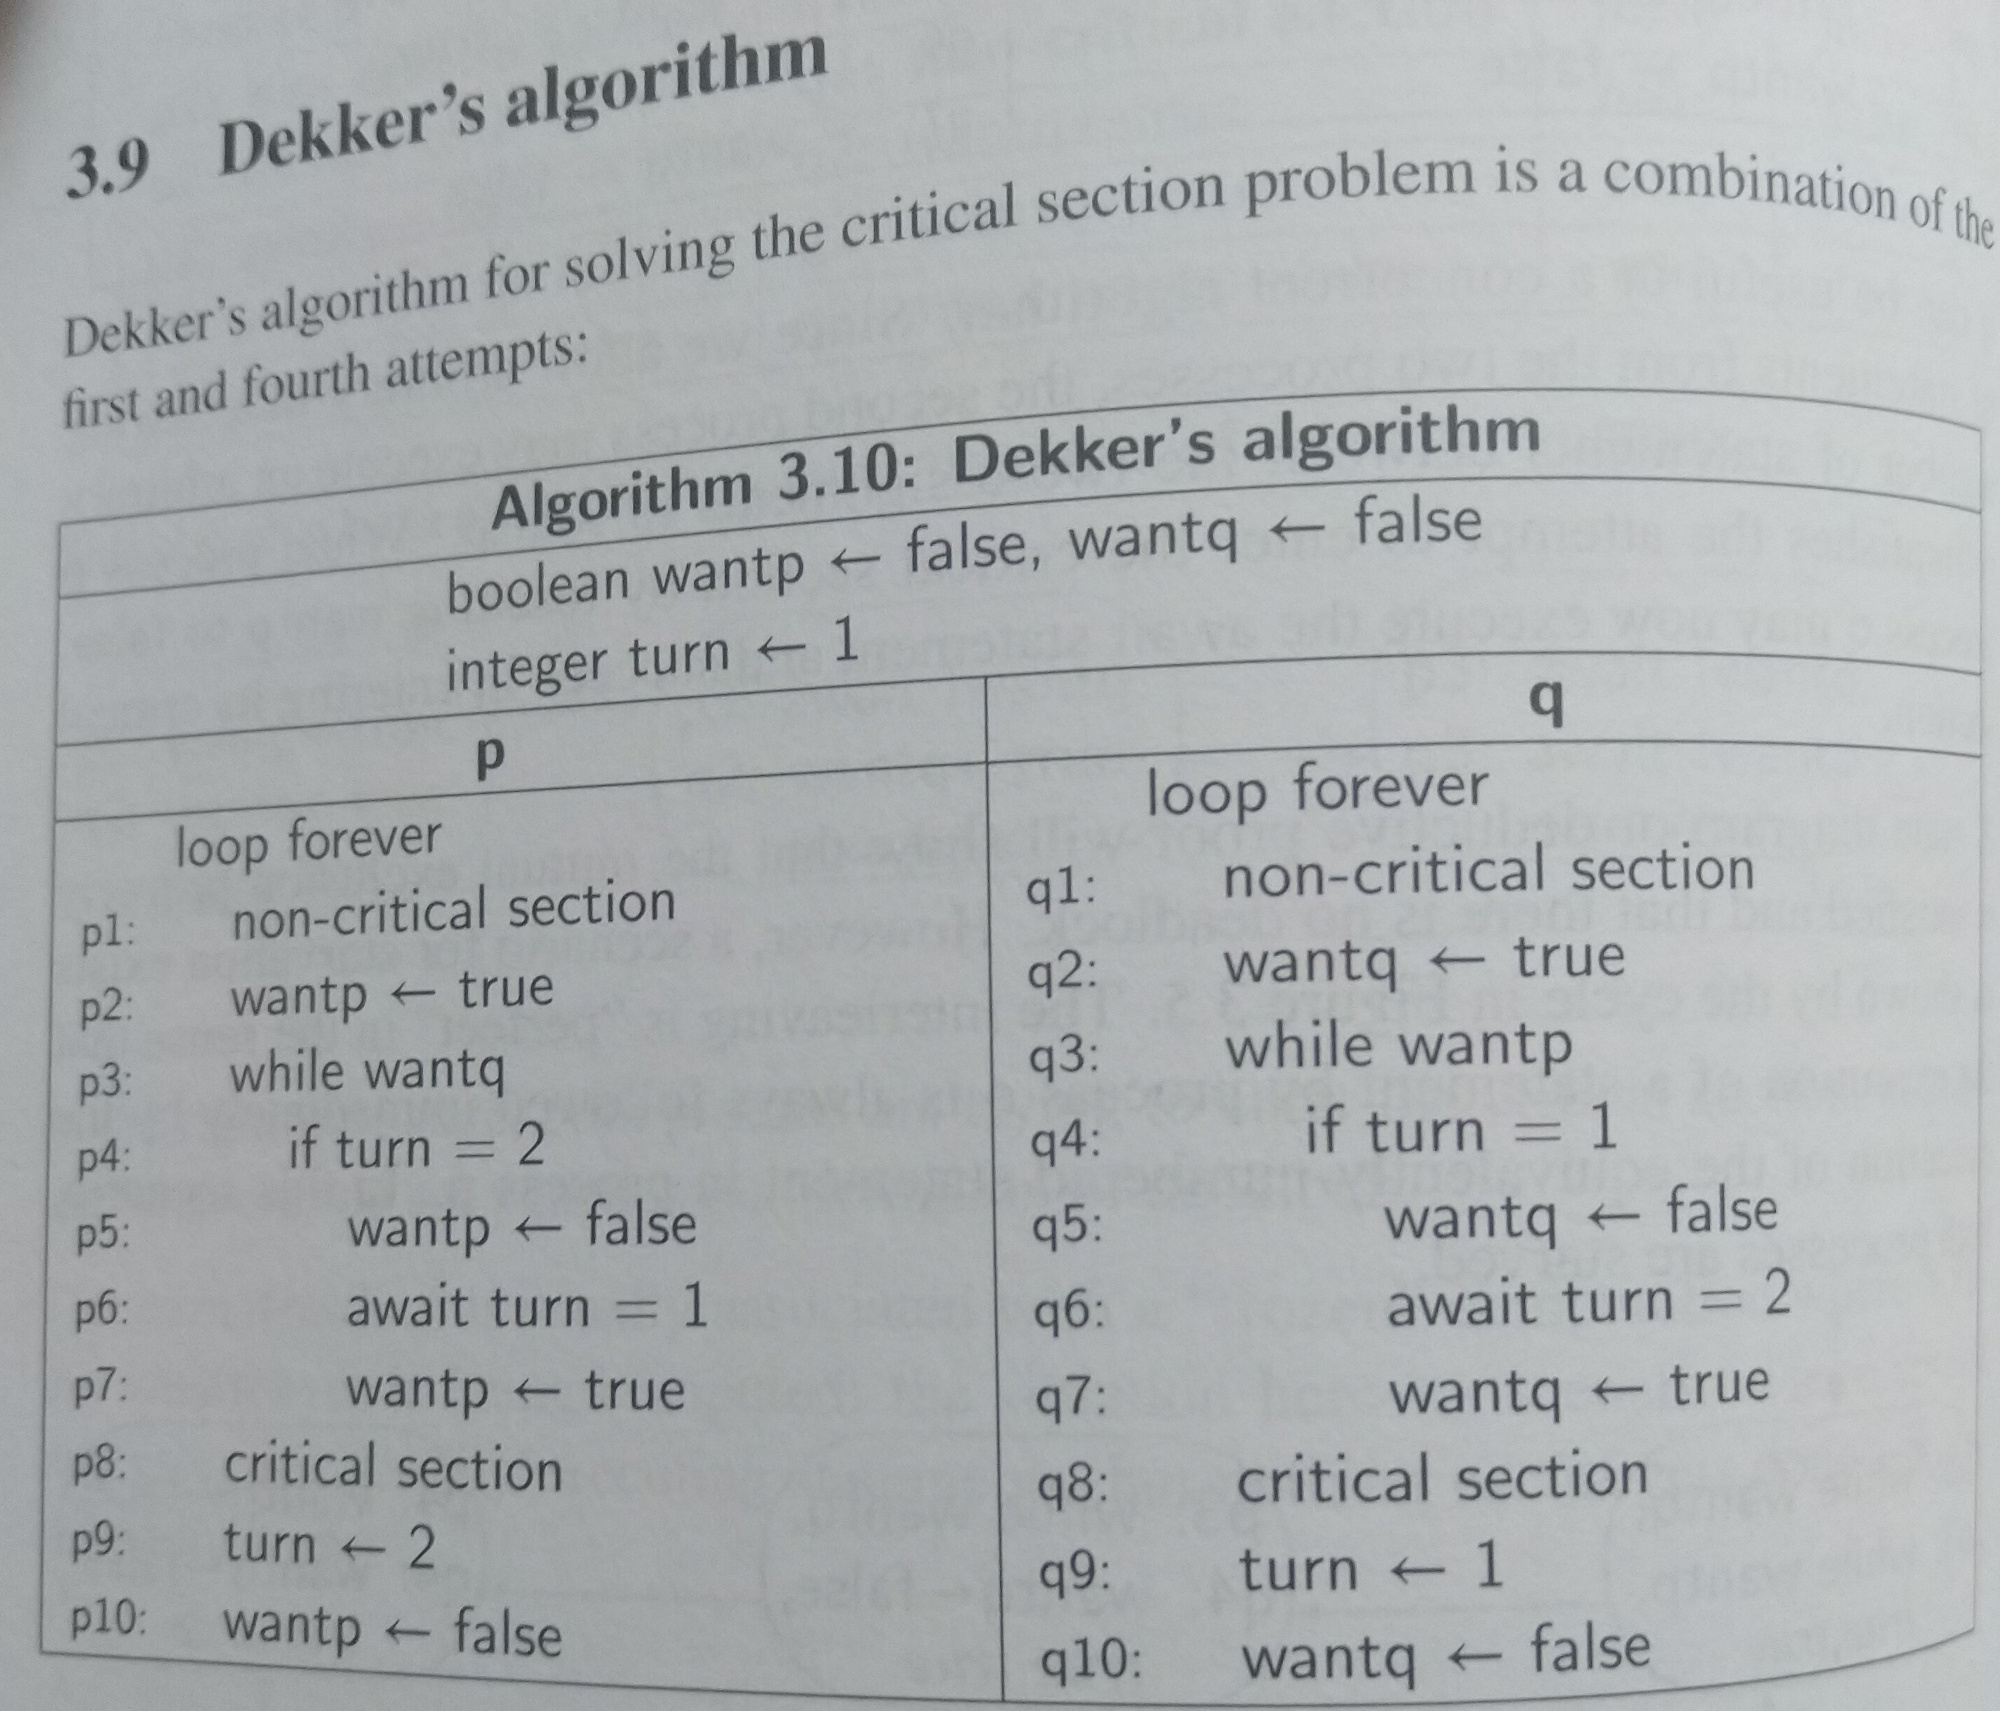 3.9 Dekker's algorithm
Dekker's algorithm for solving the critical section problem is a combination of the
first and fourth attempts:
Algorithm 3.10: Dekker's algorithm
boolean wantp ← false, wantq ← false
integer turn ← 1
p
loop forever
p1: non-critical section
p2: wantp ← true
p3: while wantq
p4: if turn = 2
p5: wantp ← false
p6: await turn = 1
p7: wantp ← true
p8: critical section
p9: turn ← 2
p10: wantp ← false
q
loop forever
q1: non-critical section
q2: wantq ← true
q3: while wantp
q4: if turn = 1
q5: wantq ← false
q6: await turn = 2
q7: wantq ← true
q8: critical section
q9: turn ← 1
q10: wantq ← false